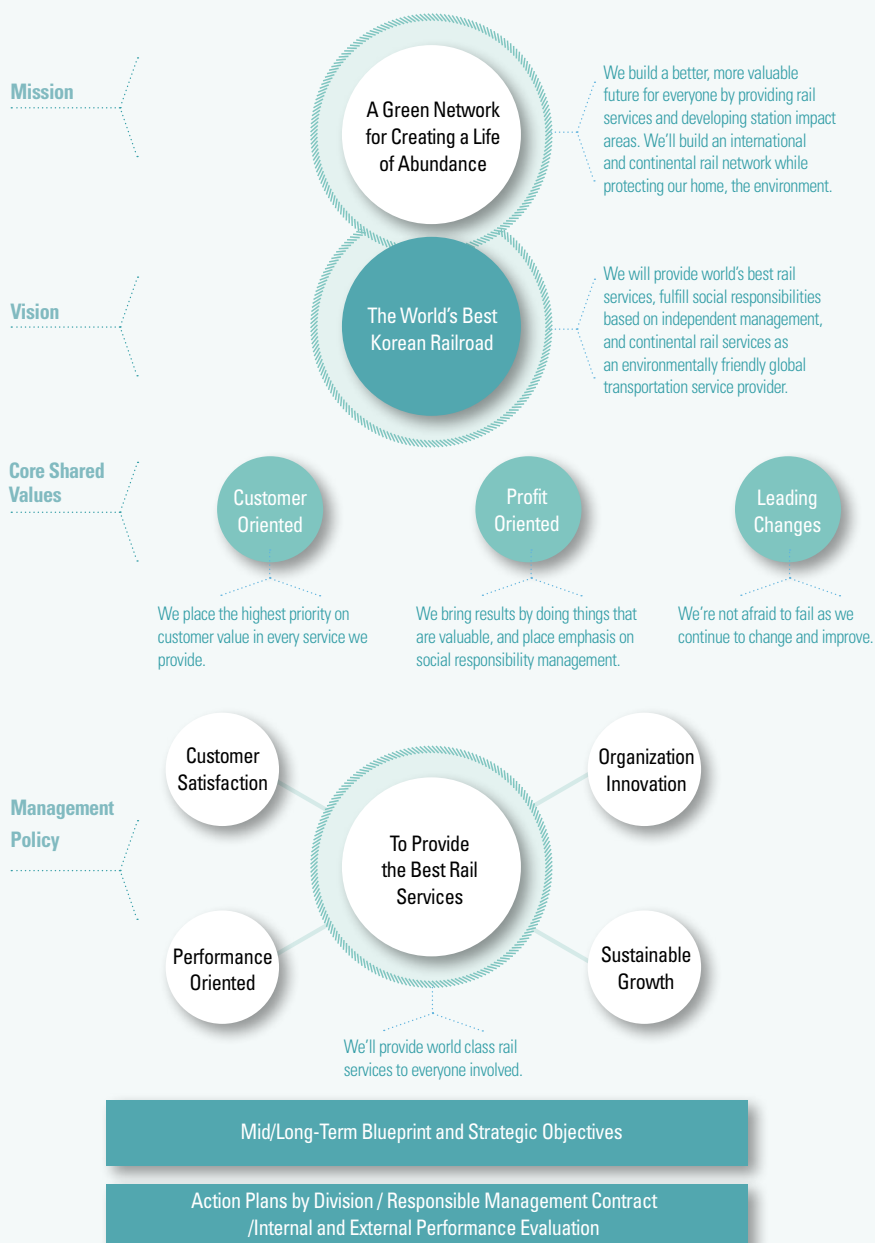 Mission
A Green Network
for Creating a Life
of Abundance
We build a better, more valuable
future for everyone by providing rail
services and developing station impact
areas. We'll build an international
and continental rail network while
protecting our home, the environment.
Vision
The World's Best
Korean Railroad
We will provide world's best rail
services, fulfill social responsibilities
based on independent management,
and continental rail services as
an environmentally friendly global
transportation service provider.
Core Shared
Values
Customer
Oriented
We place the highest priority on
customer value in every service we
provide.
Profit
Oriented
We bring results by doing things that
are valuable, and place emphasis on
social responsibility management.
Leading
Changes
We're not afraid to fail as we
continue to change and improve.
Management
Policy
Customer
Satisfaction
Organization
Innovation
To Provide
the Best Rail
Services
Performance
Oriented
Sustainable
Growth
We'll provide world class rail
services to everyone involved.
Mid/Long-Term Blueprint and Strategic Objectives
Action Plans by Division / Responsible Management Contract
/Internal and External Performance Evaluation